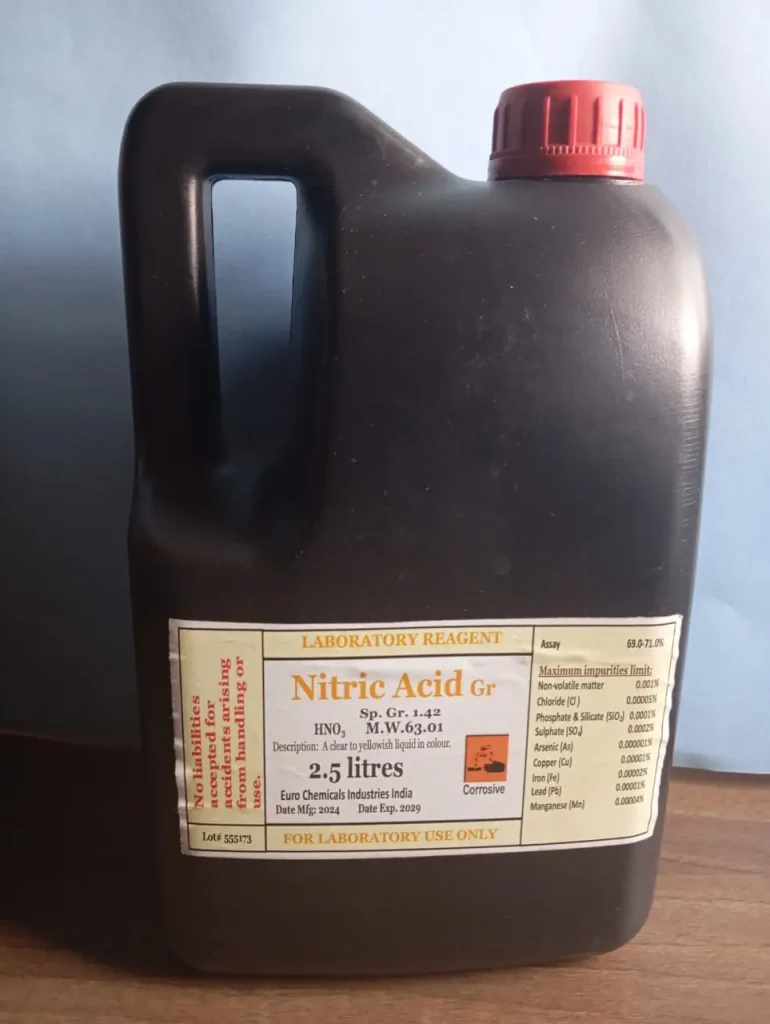 No liabilities
accepted for
accidents arising
from handling or
use.
Lot# 555173
LABORATORY REAGENT
Nitric Acid Gr
Sp. Gr. 1.42
HNO₃ M.W.63.01
Description: A clear to yellowish liquid in colour.
2.5 litres
Euro Chemicals Industries India
Date Mfg: 2024 Date Exp. 2029
Corrosive
FOR LABORATORY USE ONLY
Assay 69.0-71.0%
Maximum impurities limit:
Non-volatile matter 0.001%
Chloride (Cl) 0.00005%
Phosphate & Silicate (SiO₂) 0.0001%
Sulphate (SO₄) 0.0002%
Arsenic (As) 0.000001%
Copper (Cu) 0.00001%
Iron (Fe) 0.00002%
Lead (Pb) 0.00001%
Manganese (Mn) 0.00004%